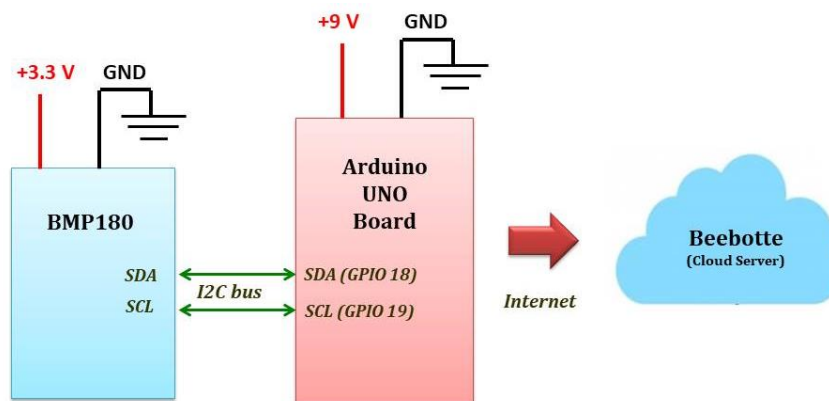 +9 V
GND
+3.3 V
GND
BMP180
SDA
SCL
I2C bus
Arduino
UNO
Board
SDA (GPIO 18)
SCL (GPIO 19)
Internet
Beebotte
(Cloud Server)